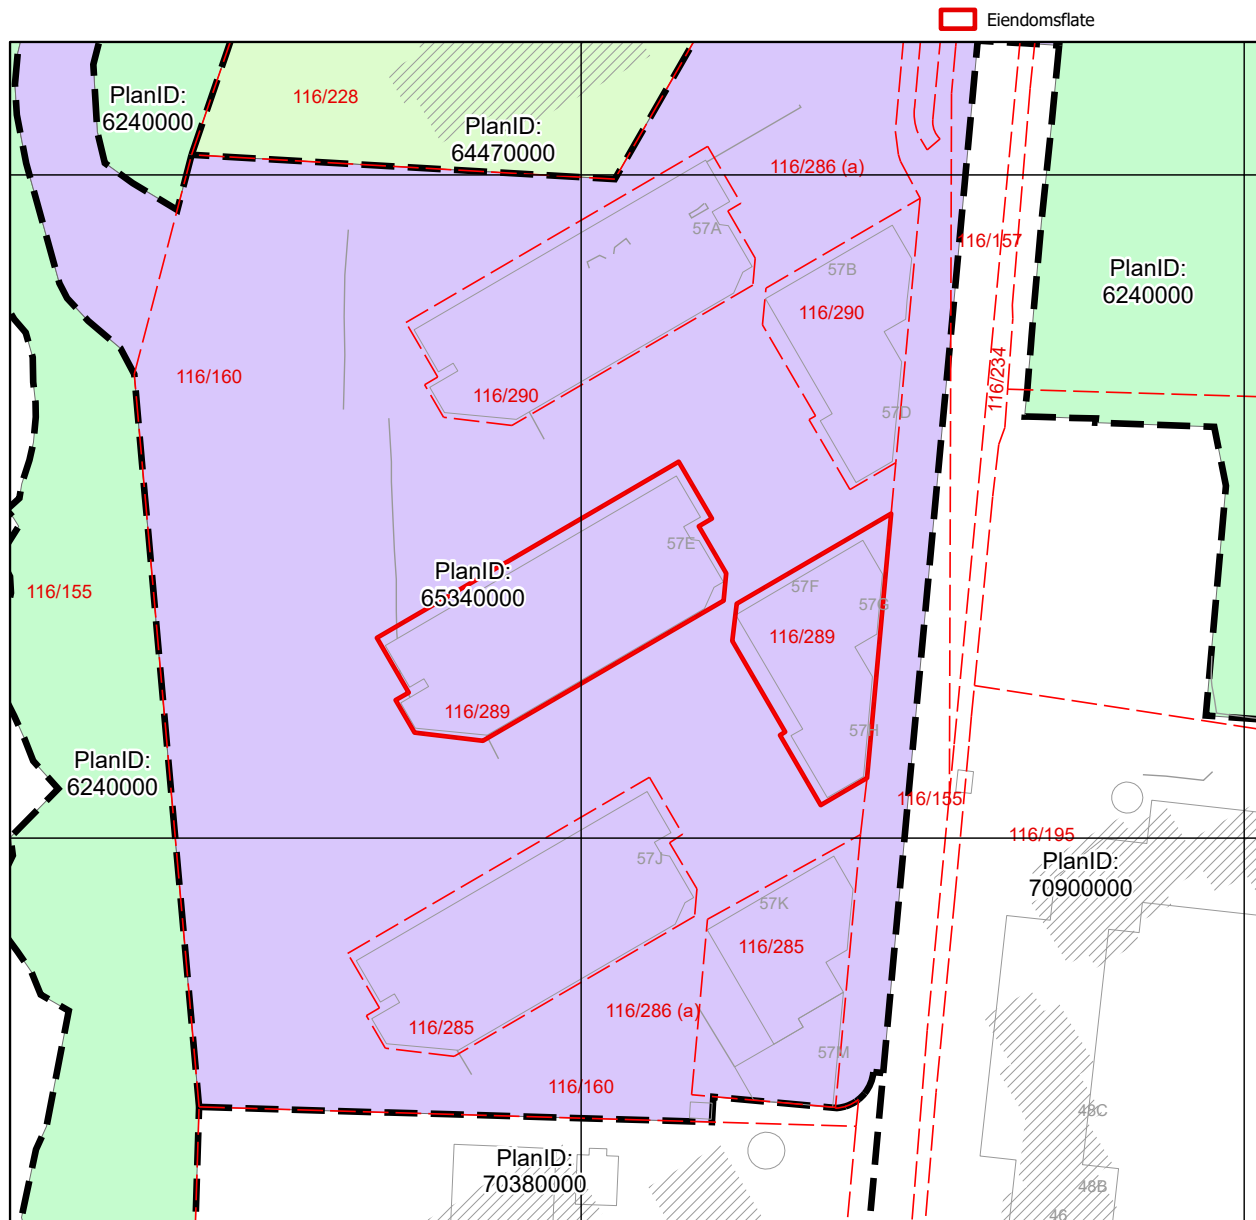 Eiendomsflate
PlanID:
6240000
116/228
PlanID:
64470000
116/286 (a)
57A
116/157
57B
PlanID:
6240000
116/290
116/160
116/234
116/290
57D
57E
PlanID:
65340000
57F
116/155
57G
116/289
116/289
57H
PlanID:
6240000
116/155
116/195
57J
PlanID:
70900000
57K
116/285
116/286 (a)
116/285
57M
116/160
48C
PlanID:
70380000
48B
46